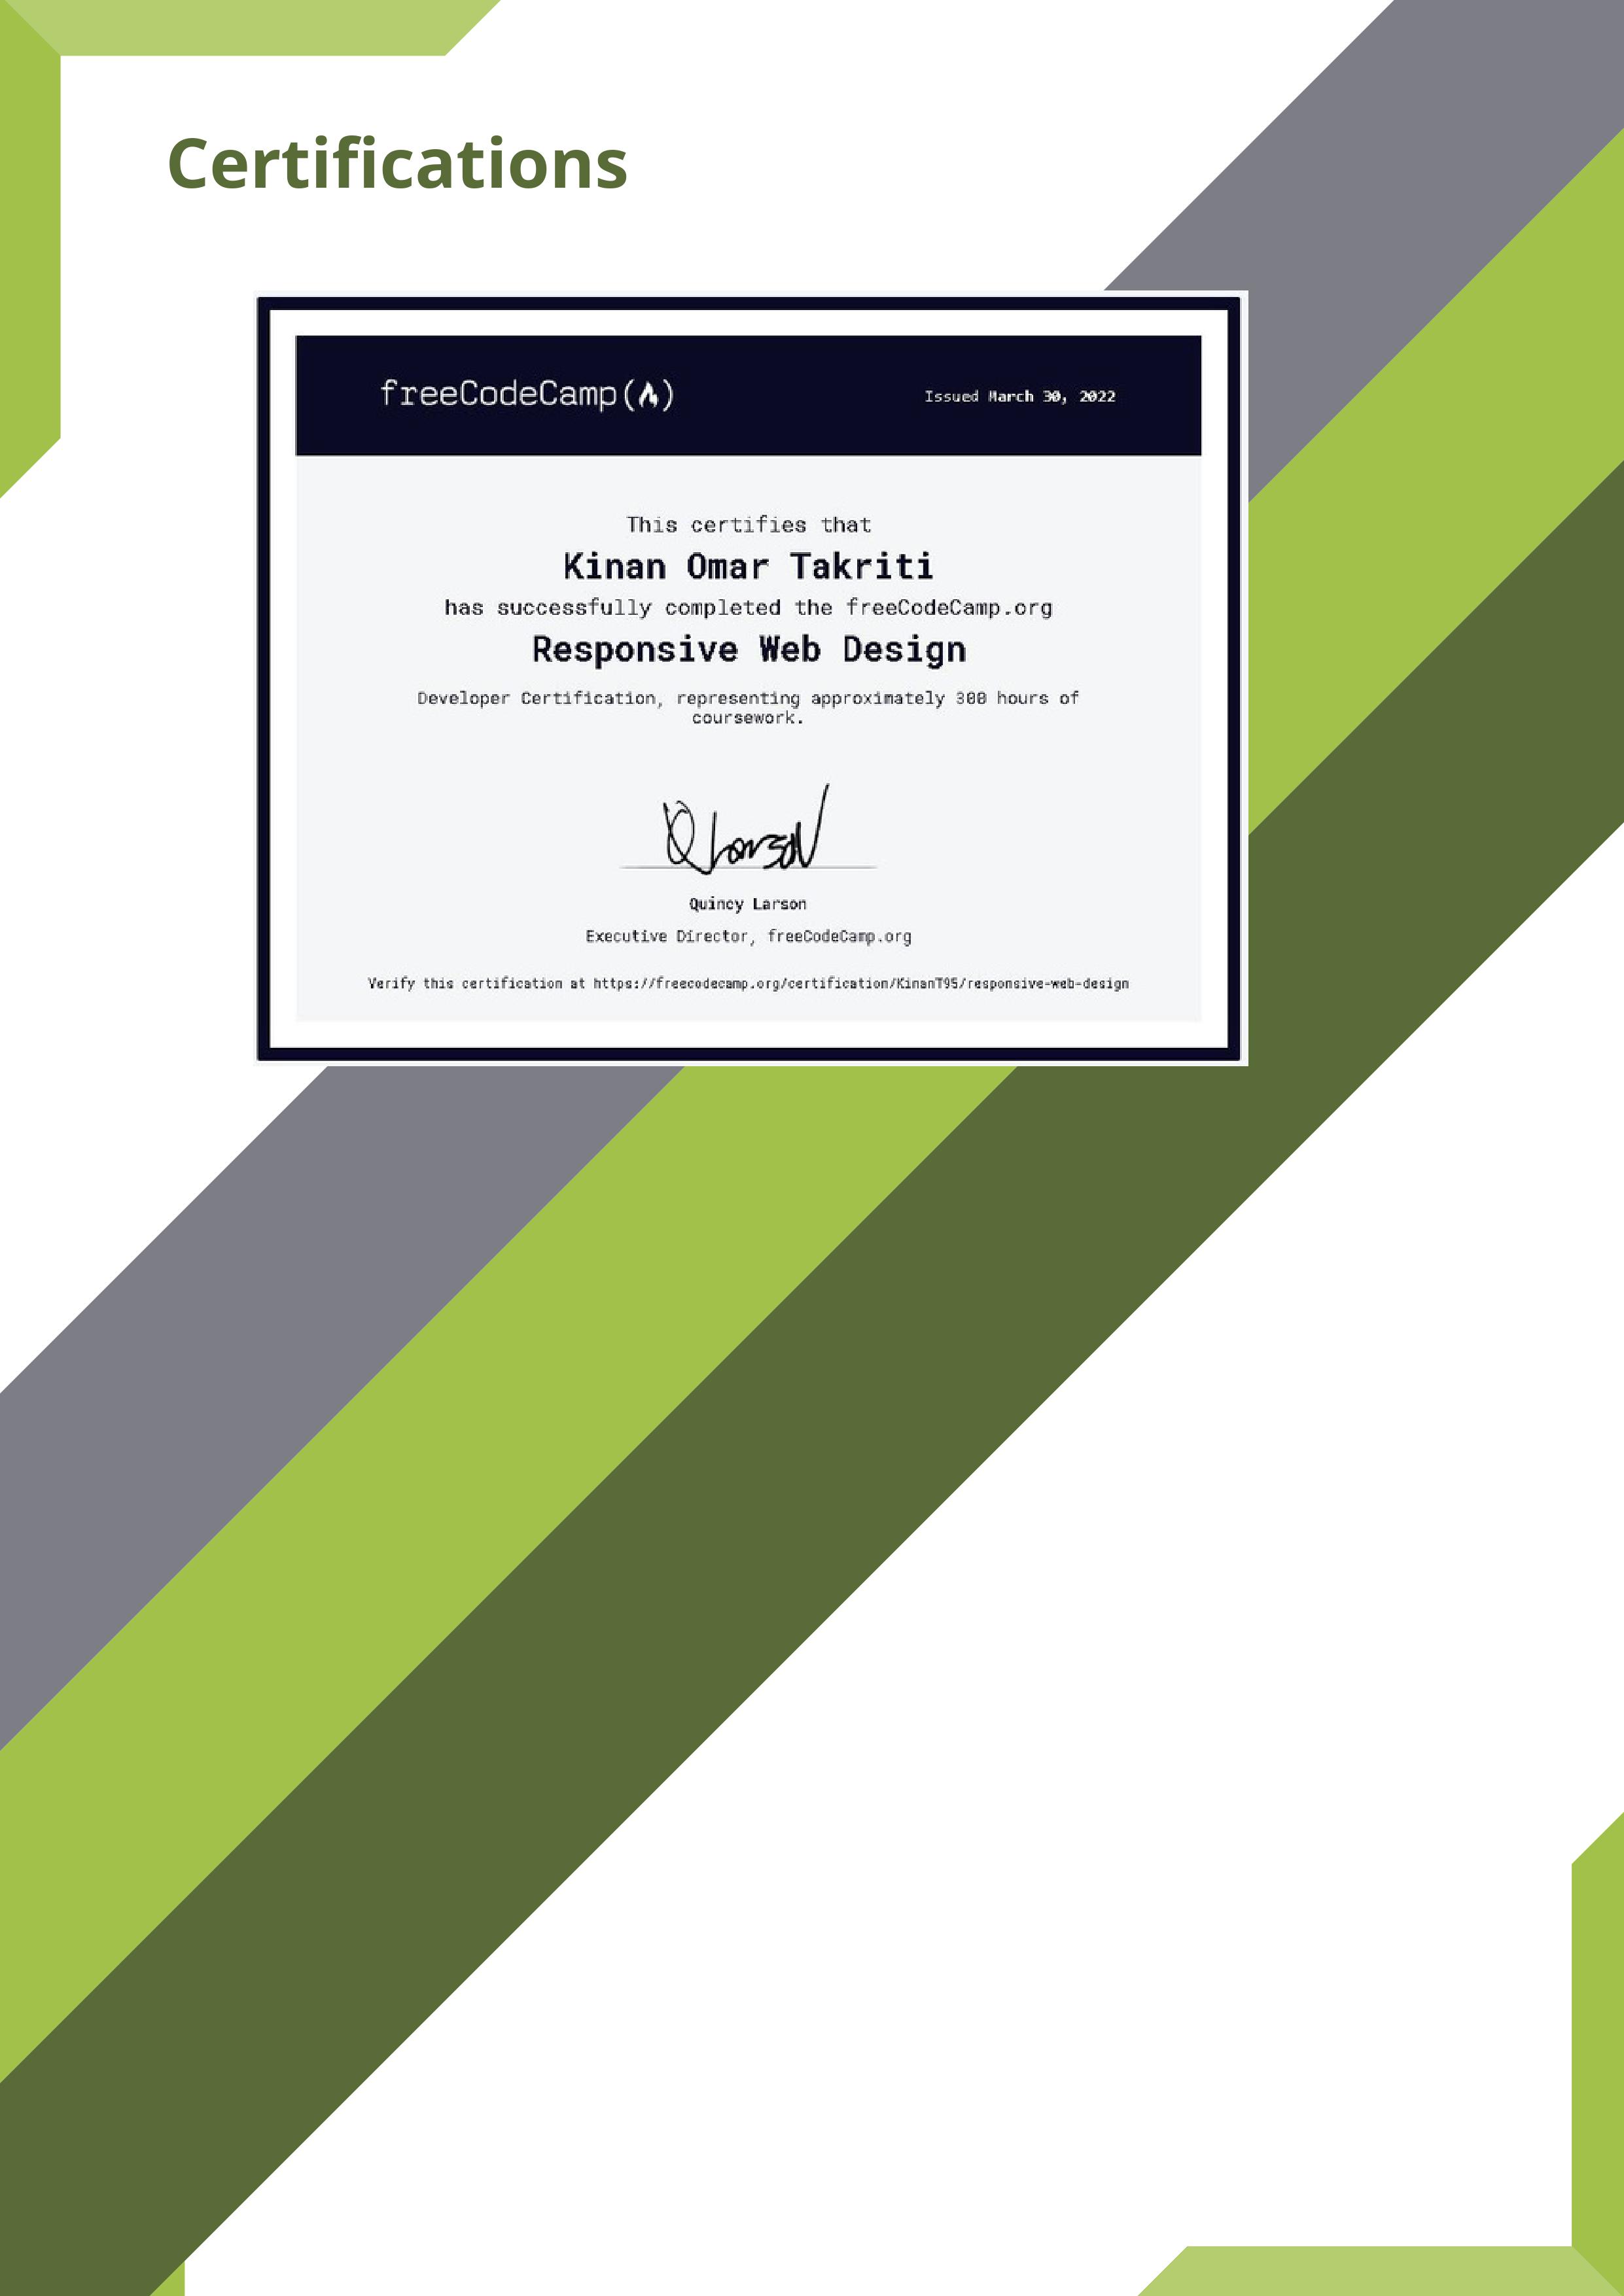 Certifications
freeCodeCamp
Issued March 30, 2022
This certifies that
Kinan Omar Takriti
has successfully completed the freeCodeCamp.org
Responsive Web Design
Developer Certification, representing approximately 300 hours of
coursework.
Q Larson
Quincy Larson
Executive Director, freeCodeCamp.org
Verify this certification at https://freecodecamp.org/certification/KinanT95/responsive-web-design